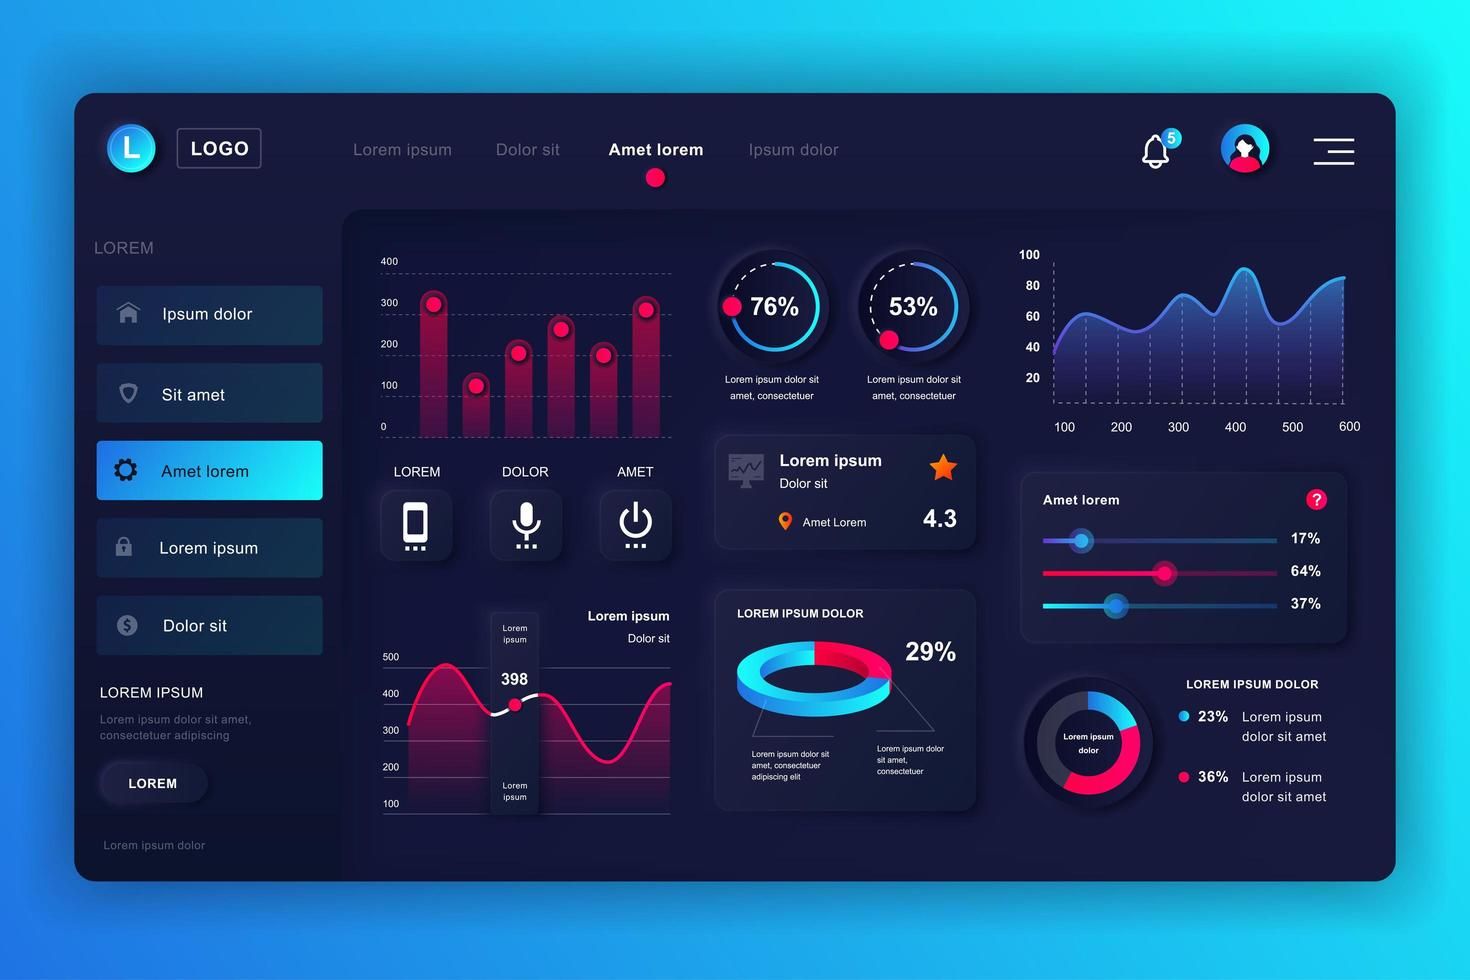 L
LOGO
Lorem ipsum
Dolor sit
Amet lorem
Ipsum dolor
5
LOREM
Ipsum dolor
Sit amet
Amet lorem
Lorem ipsum
Dolor sit
LOREM IPSUM
Lorem ipsum dolor sit amet,
consectetuer adipiscing
LOREM
Lorem ipsum dolor
400
300
200
100
0
LOREM
DOLOR
AMET
Lorem ipsum
Dolor sit
500
400
300
200
100
Lorem
ipsum
398
Lorem
ipsum
76%
Lorem ipsum dolor sit
amet, consectetuer
53%
Lorem ipsum dolor sit
amet, consectetuer
Lorem ipsum
Dolor sit
Amet Lorem
4.3
LOREM IPSUM DOLOR
29%
Lorem ipsum dolor sit
amet, consectetuer
adipiscing elit
Lorem ipsum dolor
sit amet,
consectetuer
100
80
60
40
20
100
200
300
400
500
600
Amet lorem
?
17%
64%
37%
Lorem ipsum
dolor
LOREM IPSUM DOLOR
23%
Lorem ipsum
dolor sit amet
36%
Lorem ipsum
dolor sit amet